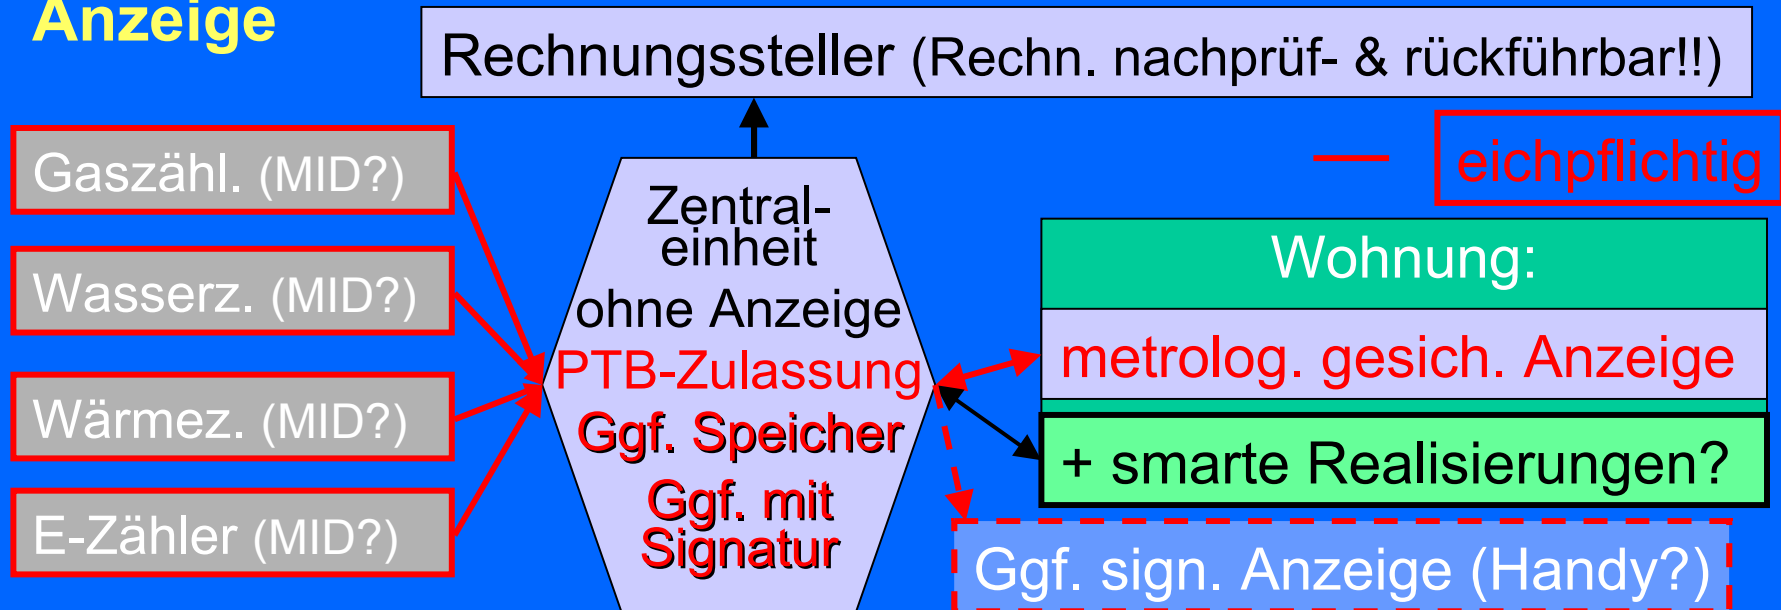 Anzeige
Rechnungssteller (Rechn. nachprüf- & rückführbar!!)
eichpflichtig
Gaszähl. (MID?)
Wasserz. (MID?)
Wärmez. (MID?)
E-Zähler (MID?)
Zentral-
einheit
ohne Anzeige
PTB-Zulassung
Ggf. Speicher
Ggf. mit
Signatur
Wohnung:
metrolog. gesich. Anzeige
+ smarte Realisierungen?
Ggf. sign. Anzeige (Handy?)